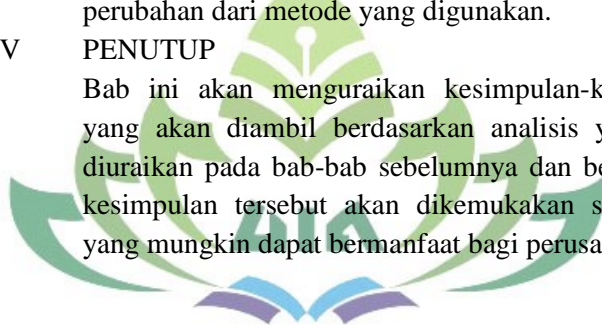 perubahan dari metode yang digunakan.
V PENUTUP
Bab ini akan menguraikan kesimpulan-k
yang akan diambil berdasarkan analisis y
diuraikan pada bab-bab sebelumnya dan be
kesimpulan tersebut akan dikemukakan s
yang mungkin dapat bermanfaat bagi perusa